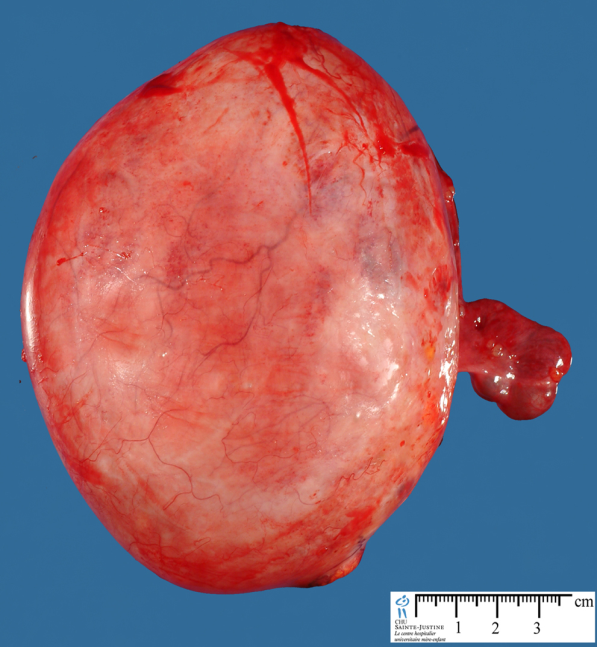 cm
1 2 3
CHU
SAINTE-JUSTINE
Le centre hospitalier
universitaire mère-enfant